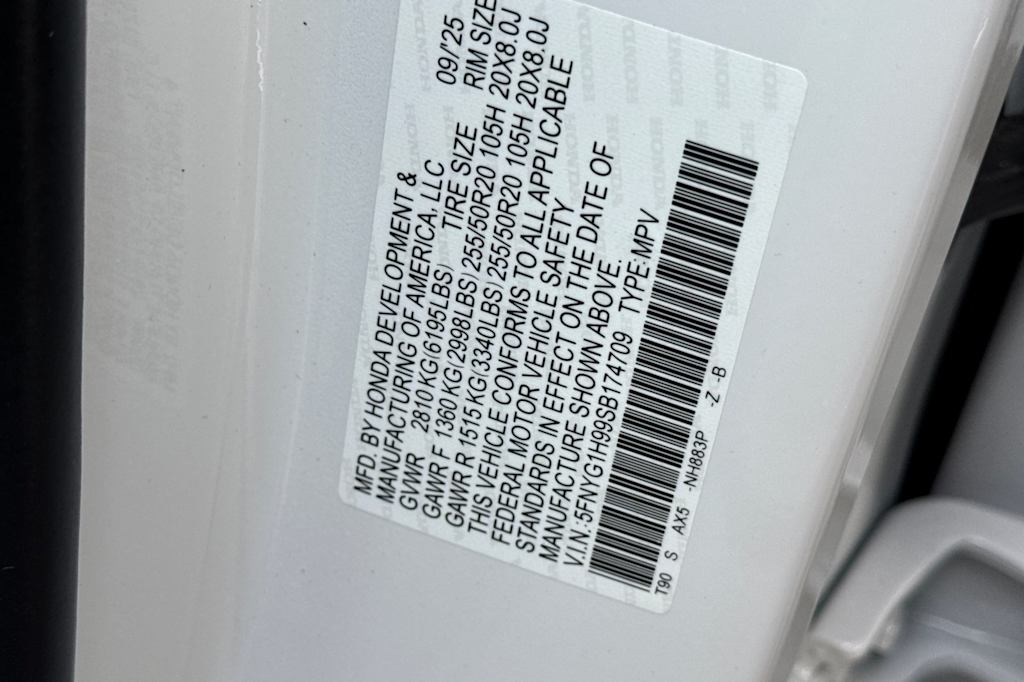 MFD. BY HONDA DEVELOPMENT & 09/'25
MANUFACTURING OF AMERICA, LLC
GVWR 2810 KG(6195LBS) TIRE SIZE RIM SIZE
GAWR F 1360 KG(2998LBS) 255/50R20 105H 20X8.0J
GAWR R 1515 KG(3340LBS) 255/50R20 105H 20X8.0J
THIS VEHICLE CONFORMS TO ALL APPLICABLE
FEDERAL MOTOR VEHICLE SAFETY
STANDARDS IN EFFECT ON THE DATE OF
MANUFACTURE SHOWN ABOVE.
V.I.N.:5FNYG1H99SB174709 TYPE:MPV
T90 S AX5 -NH883P -Z -B